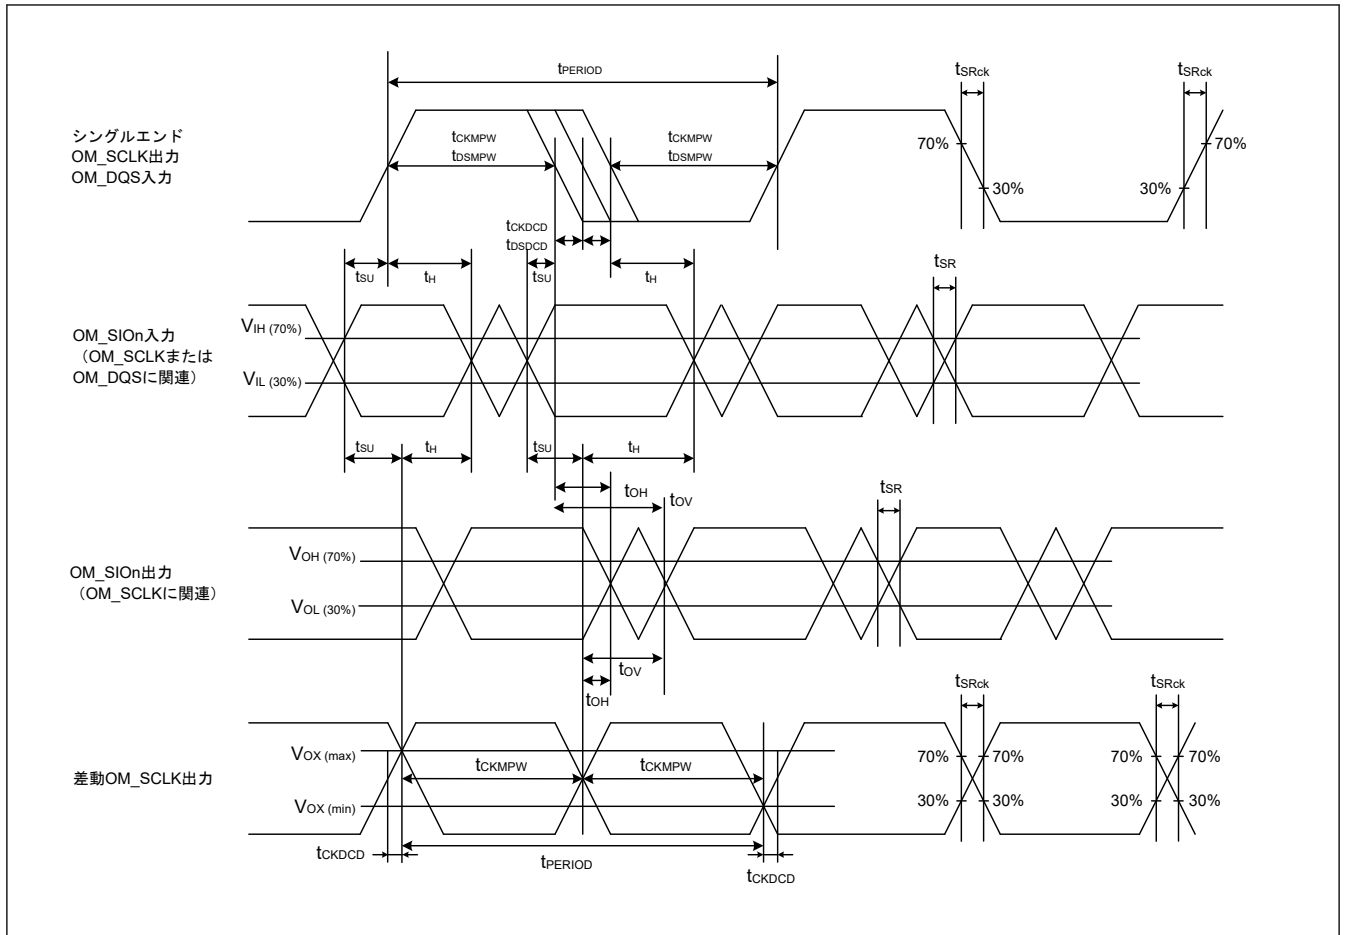 tPERIOD
tSRck
tSRck
シングルエンド
OM_SCLK出力
OM_DQS入力
tCKMPW
tDSMPW
tCKMPW
tDSMPW
70%
30%
30%
70%
tCKDCD
tDSDCD
tSU
tH
tSU
tH
tSR
OM_SIOn入力
（OM_SCLKまたは
OM_DQSに関連）
VIH (70%)
VIL (30%)
tSU
tH
tSU
tH
tOH
tOV
tSR
OM_SIOn出力
（OM_SCLKに関連）
VOH (70%)
VOL (30%)
tOV
tOH
tSRck
tSRck
差動OM_SCLK出力
VOX (max)
VOX (min)
tCKMPW
tCKMPW
70%
70%
70%
70%
30%
30%
30%
30%
tCKDCD
tPERIOD
tCKDCD